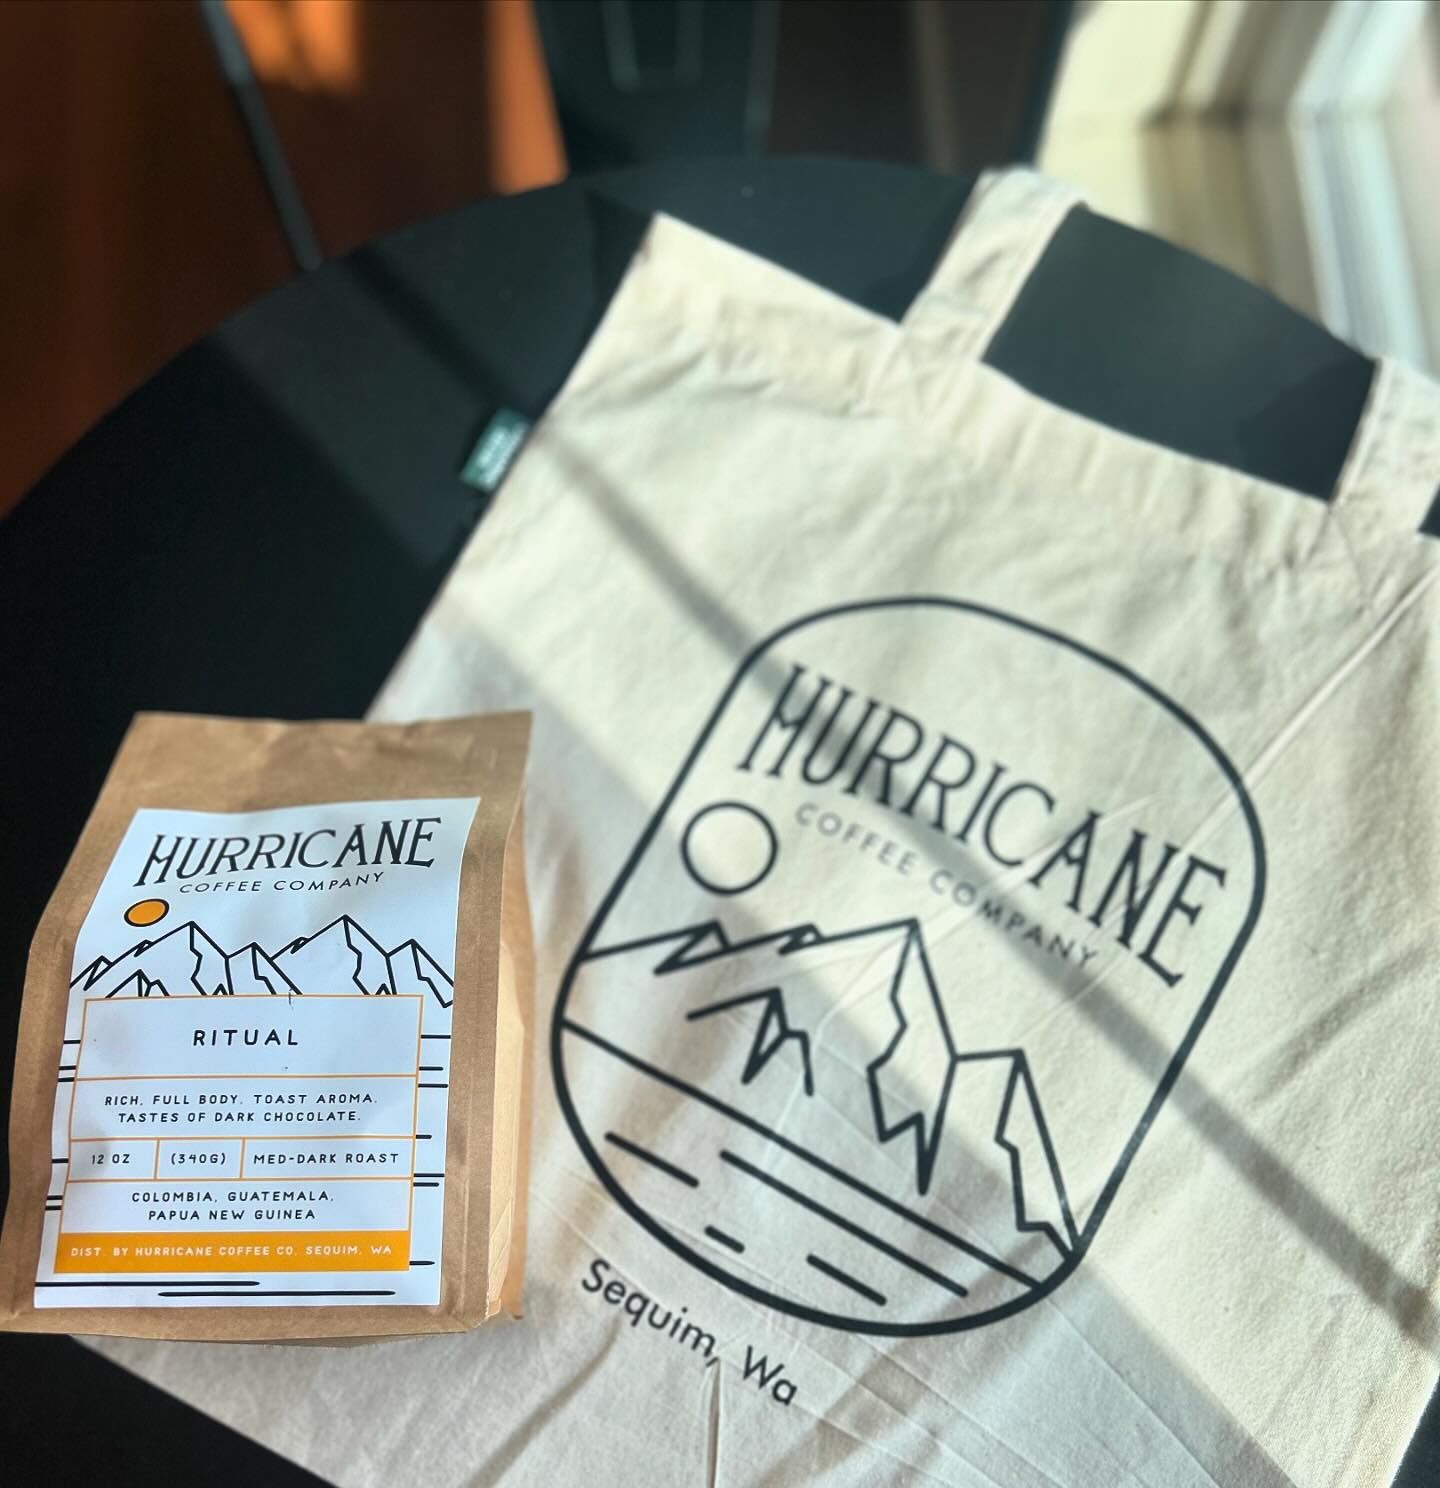 HURRICANE
COFFEE COMPANY
RITUAL
RICH. FULL BODY. TOAST AROMA.
TASTES OF DARK CHOCOLATE.
12 OZ
(340G)
MED-DARK ROAST
COLOMBIA, GUATEMALA,
PAPUA NEW GUINEA
DIST. BY HURRICANE COFFEE CO. SEQUIM, WA
HURRICANE
COFFEE COMPANY
Sequim, Wa